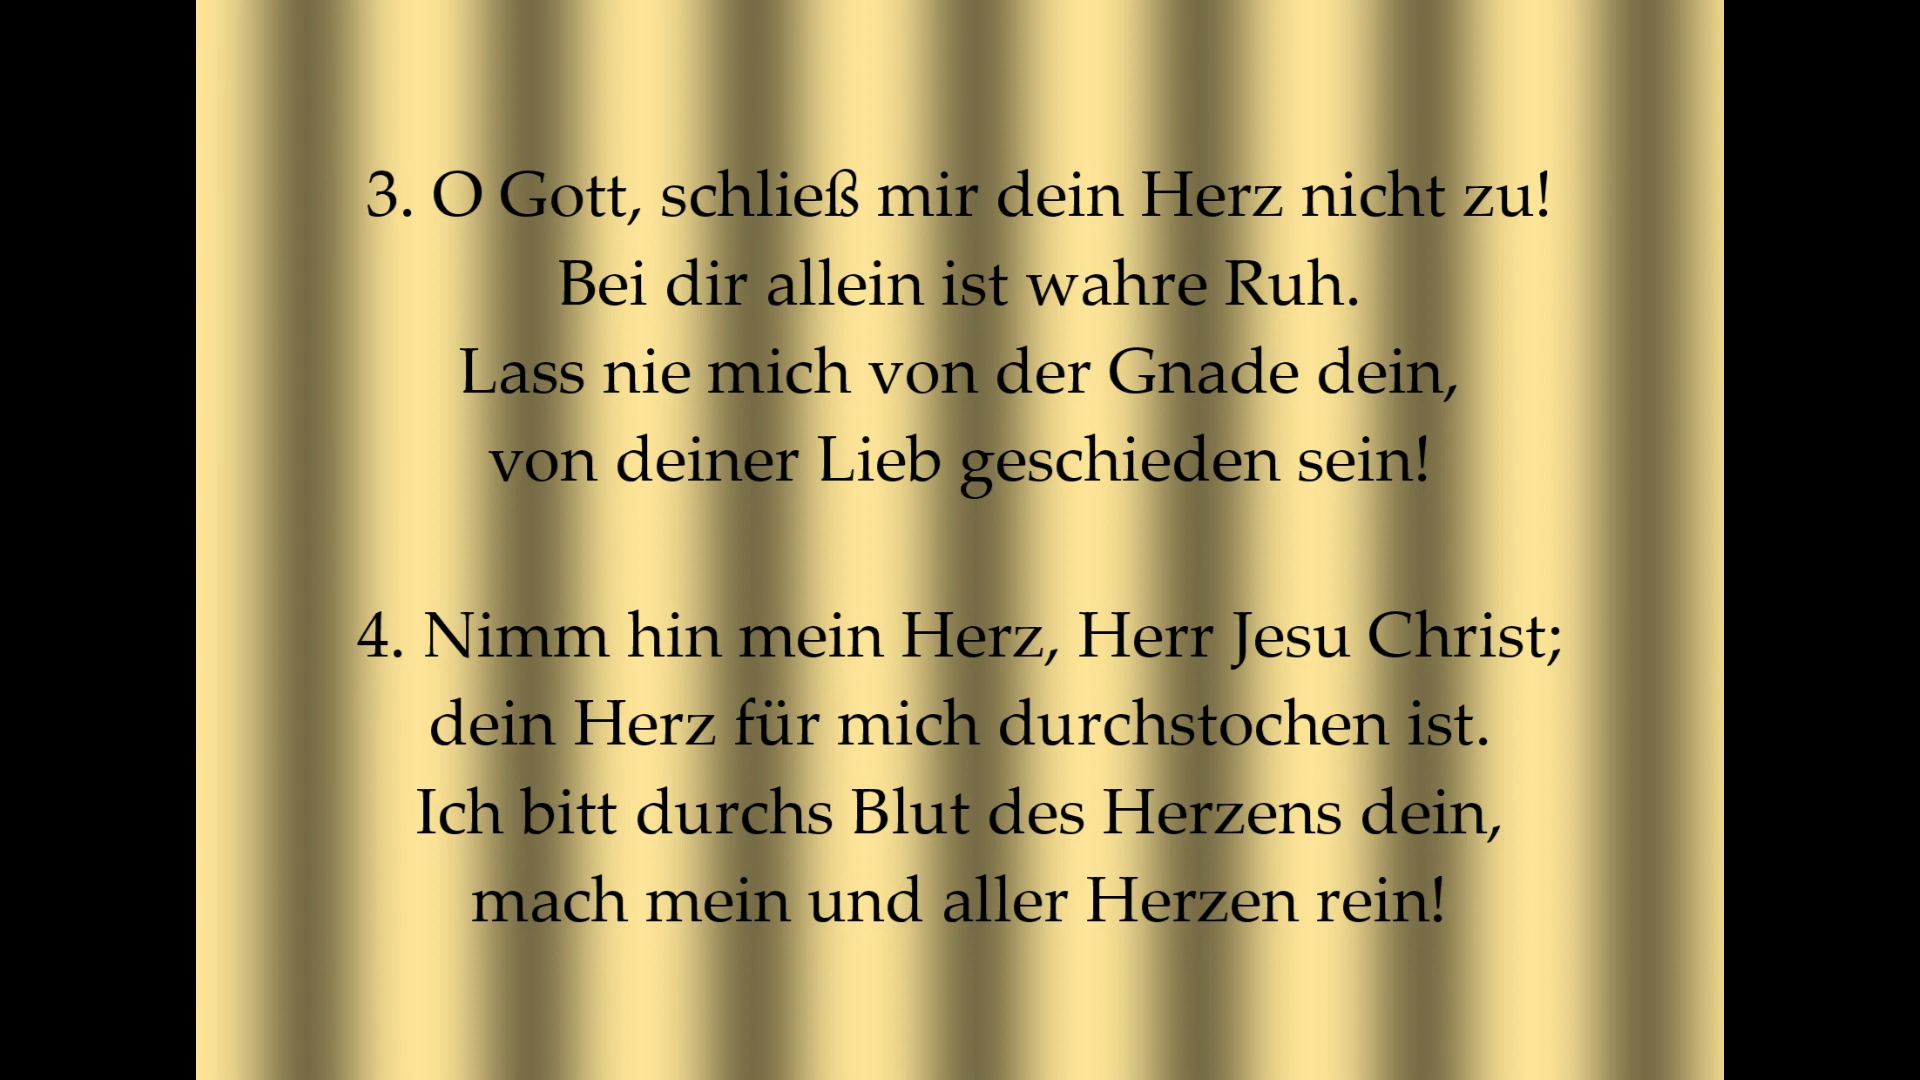 3. O Gott, schließ mir dein Herz nicht zu!
Bei dir allein ist wahre Ruh.
Lass nie mich von der Gnade dein,
von deiner Lieb geschieden sein!
4. Nimm hin mein Herz, Herr Jesu Christ;
dein Herz für mich durchstochen ist.
Ich bitt durchs Blut des Herzens dein,
mach mein und aller Herzen rein!